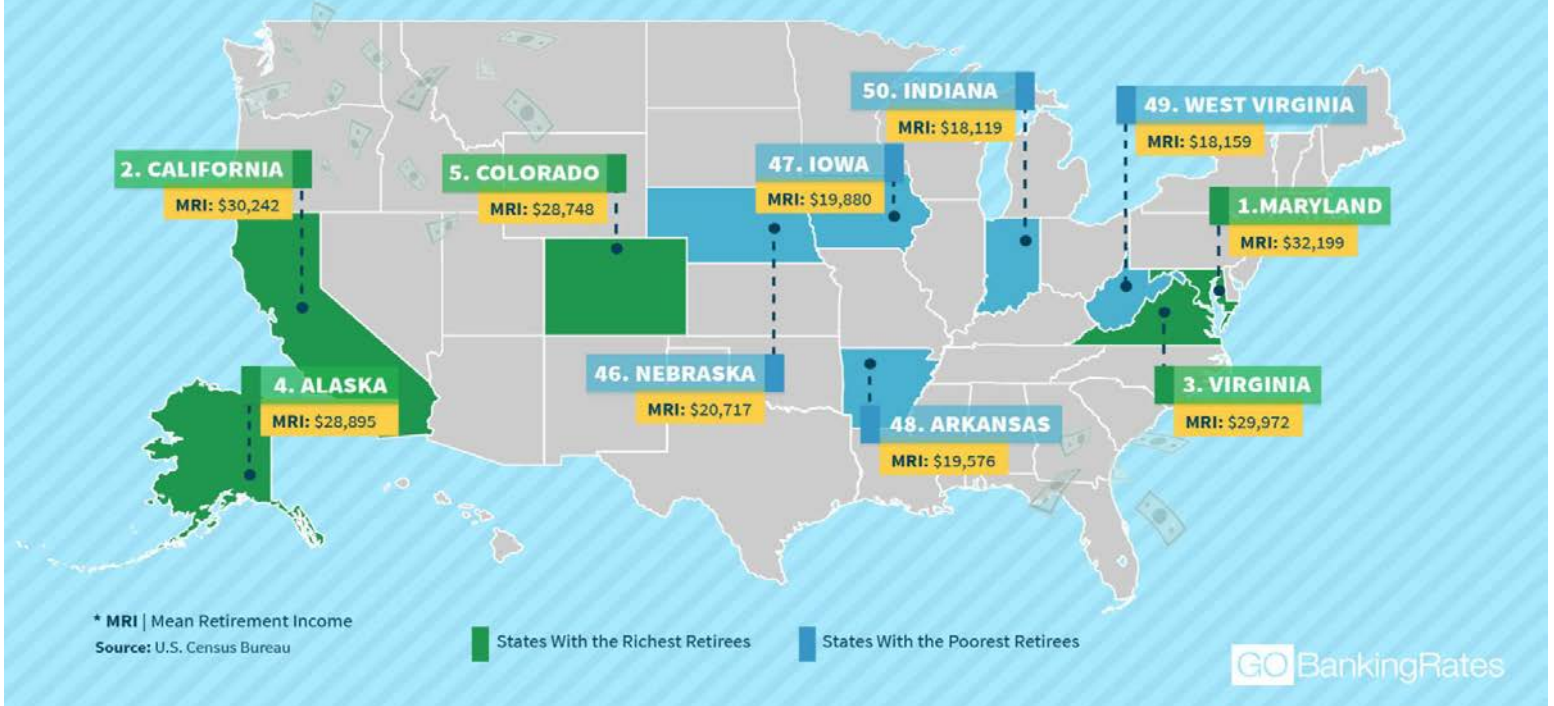 50. INDIANA
MRI: $18,119
49. WEST VIRGINIA
MRI: $18,159
2. CALIFORNIA
MRI: $30,242
5. COLORADO
MRI: $28,748
47. IOWA
MRI: $19,880
1.MARYLAND
MRI: $32,199
4. ALASKA
MRI: $28,895
46. NEBRASKA
MRI: $20,717
48. ARKANSAS
MRI: $19,576
3. VIRGINIA
MRI: $29,972
* MRI | Mean Retirement Income
Source: U.S. Census Bureau
States With the Richest Retirees
States With the Poorest Retirees
GOBankingRates